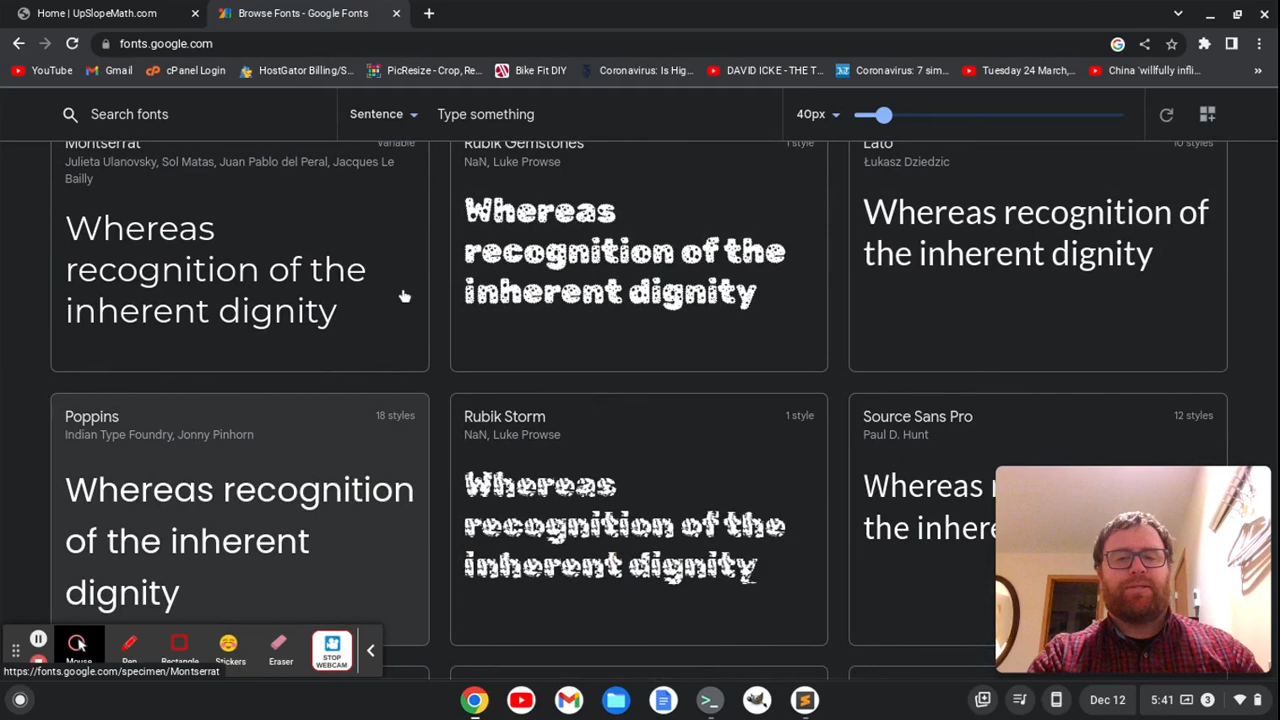 Home | UpSlopeMath.com
Browse Fonts - Google Fonts
fonts.google.com
YouTube
Gmail
cPanel Login
HostGator Billing/S...
PicResize - Crop, Re...
Bike Fit DIY
Coronavirus: Is Hig...
DAVID ICKE - THE T...
Coronavirus: 7 sim...
Tuesday 24 March,...
China 'willfully infli...
»
Search fonts
Sentence
Type something
40px
Montserrat
Variable
Julieta Ulanovsky, Sol Matas, Juan Pablo del Peral, Jacques Le
Bailly
Whereas
recognition of the
inherent dignity
Rubik Gemstones
1 style
NaN, Luke Prowse
Whereas
recognition of the
inherent dignity
Lato
10 styles
Łukasz Dziedzic
Whereas recognition of
the inherent dignity
Poppins
18 styles
Indian Type Foundry, Jonny Pinhorn
Whereas recognition
of the inherent
dignity
Rubik Storm
1 style
NaN, Luke Prowse
Whereas
recognition of the
inherent dignity
Source Sans Pro
12 styles
Paul D. Hunt
Whereas
the inhere
Mouse
Pen
Rectangle
Stickers
Eraser
STOP
WEBCAM
https://fonts.google.com/specimen/Montserrat
Dec 12
5:41
3